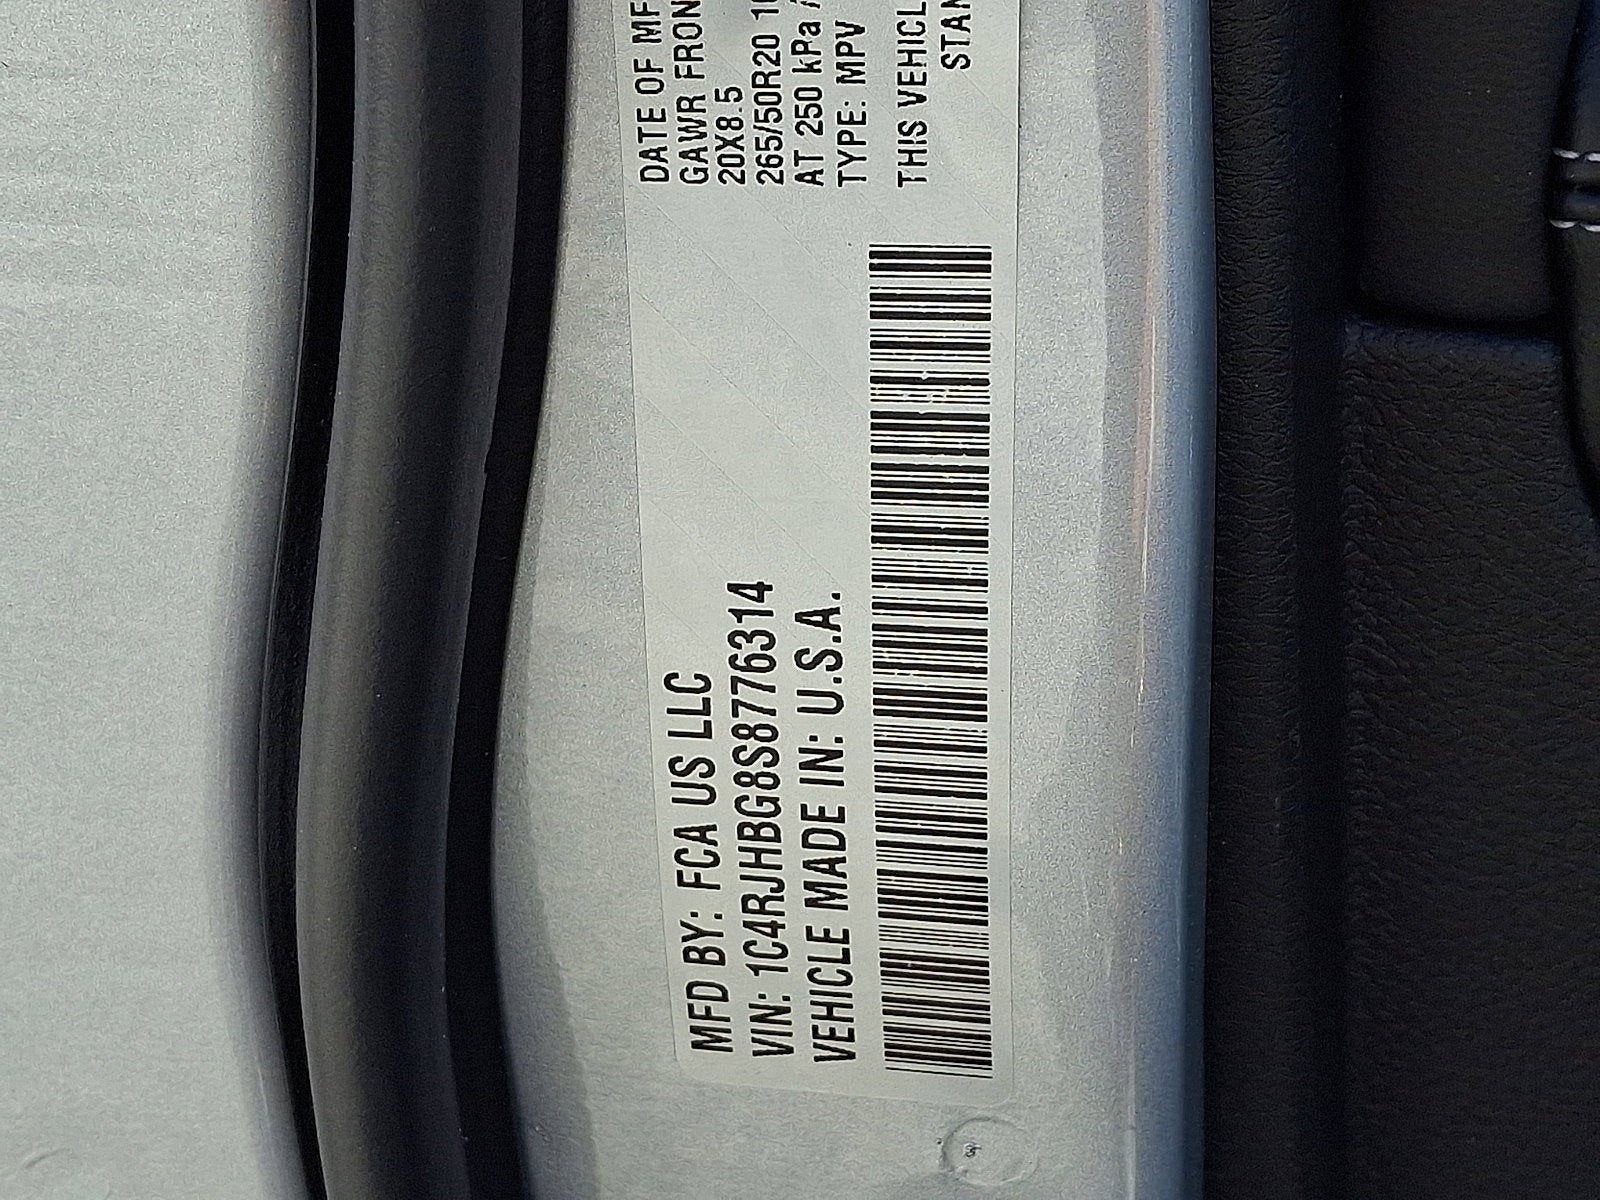 MFD BY: FCA US LLC
VIN: 1C4RJHBG8S8776314
VEHICLE MADE IN: U.S.A.
DATE OF MF
GAWR FRON
20X8.5
265/50R20
AT 250 kPa /
TYPE: MPV
THIS VEHICL
STAN